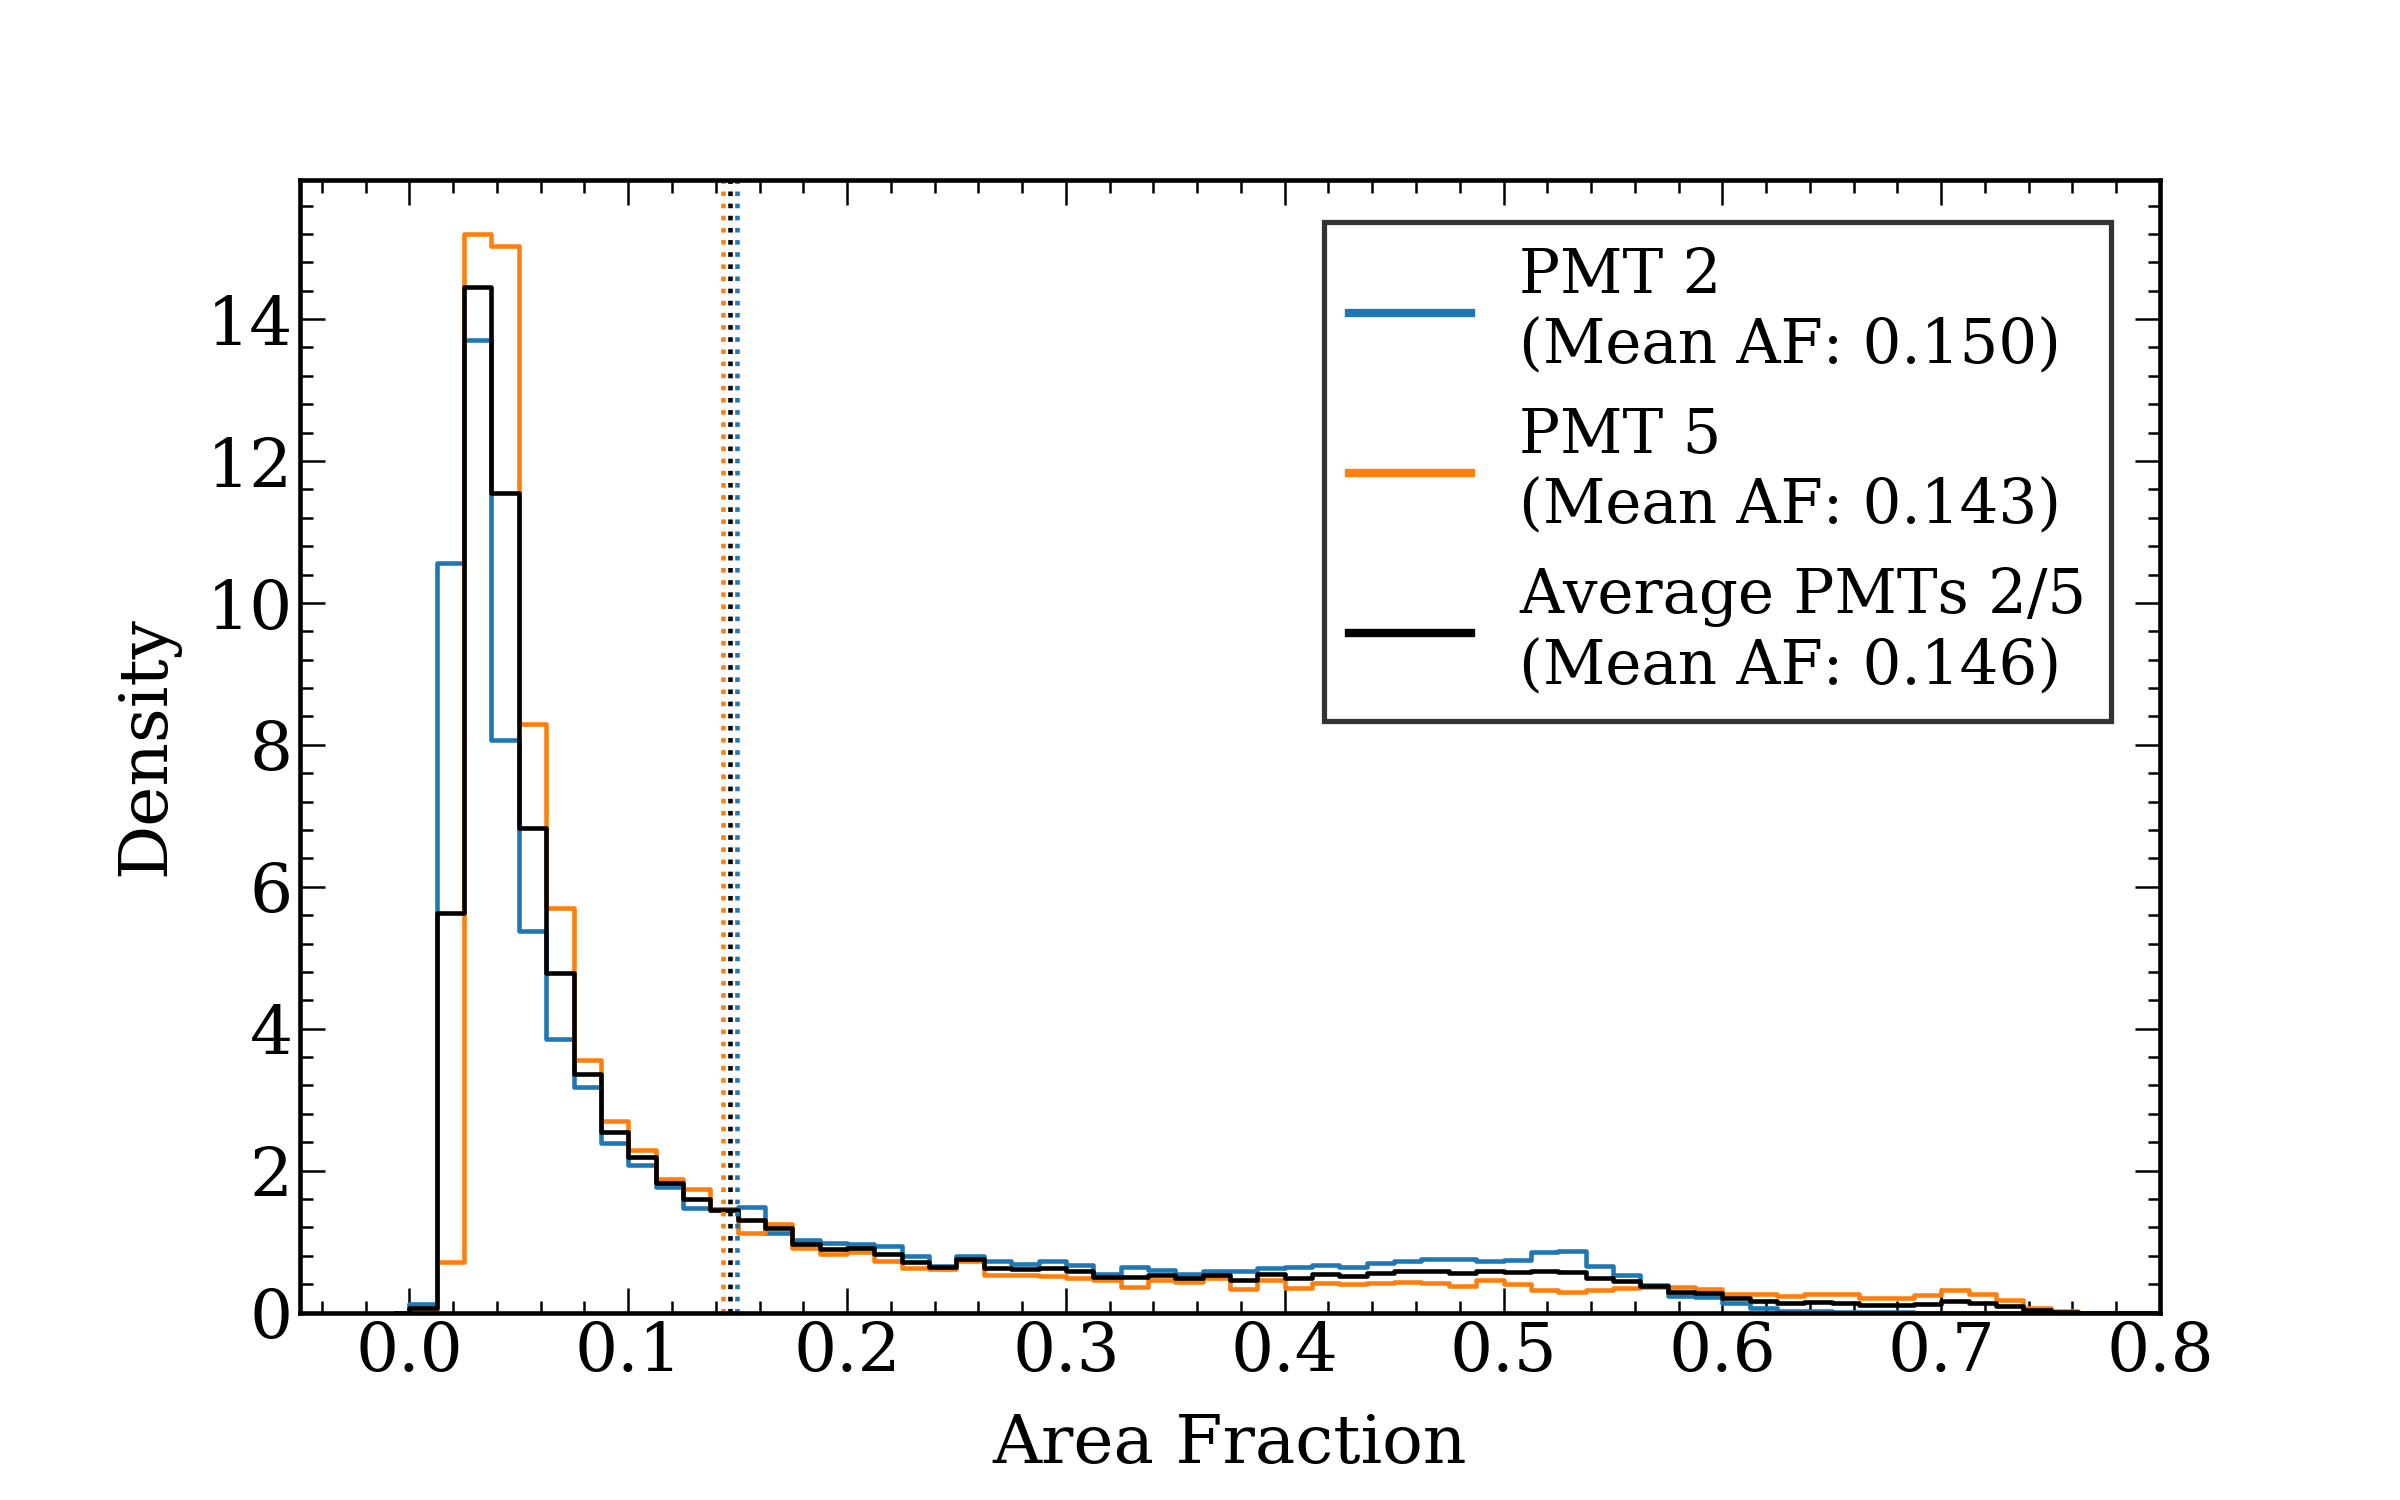 PMT 2
(Mean AF: 0.150)
PMT 5
(Mean AF: 0.143)
Average PMTs 2/5
(Mean AF: 0.146)
14
12
10
8
6
4
2
0
Density
0.0 0.1 0.2 0.3 0.4 0.5 0.6 0.7 0.8
Area Fraction